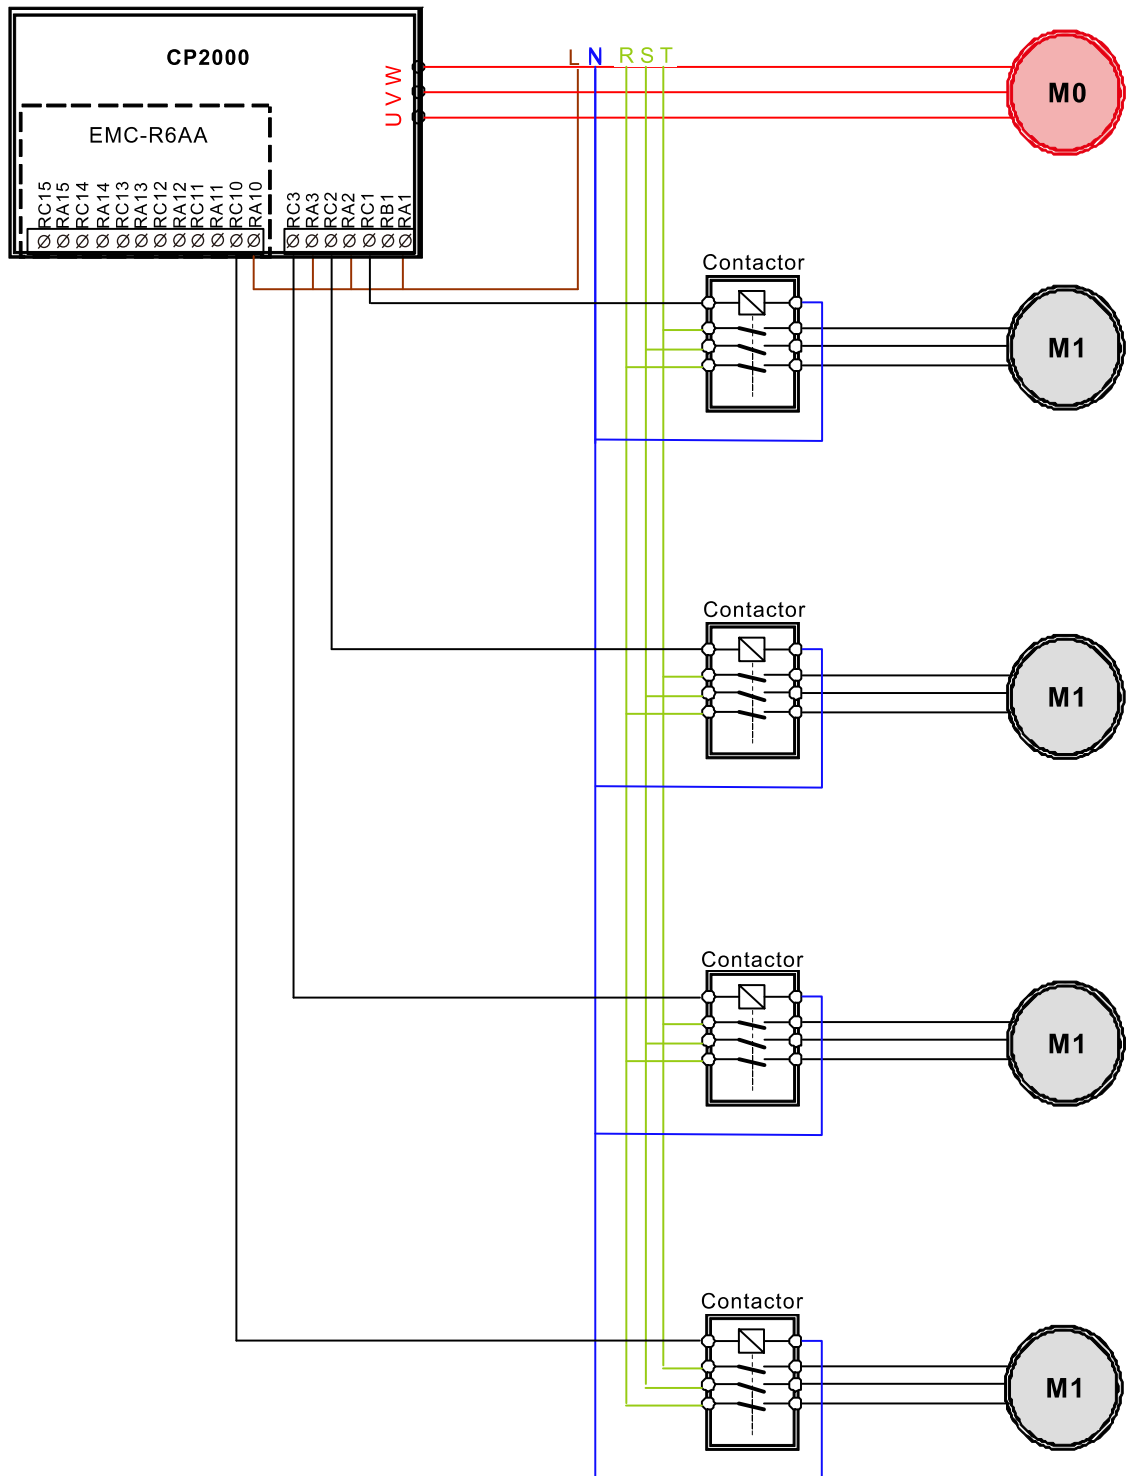 CP2000
L N R S T
U V W
M0
EMC-R6AA
RC15
RA15
RC14
RA14
RC13
RA13
RC12
RA12
RC11
RA11
RC10
RA10
RC3
RA3
RC2
RA2
RC1
RB1
RA1
Contactor
M1
Contactor
M1
Contactor
M1
Contactor
M1